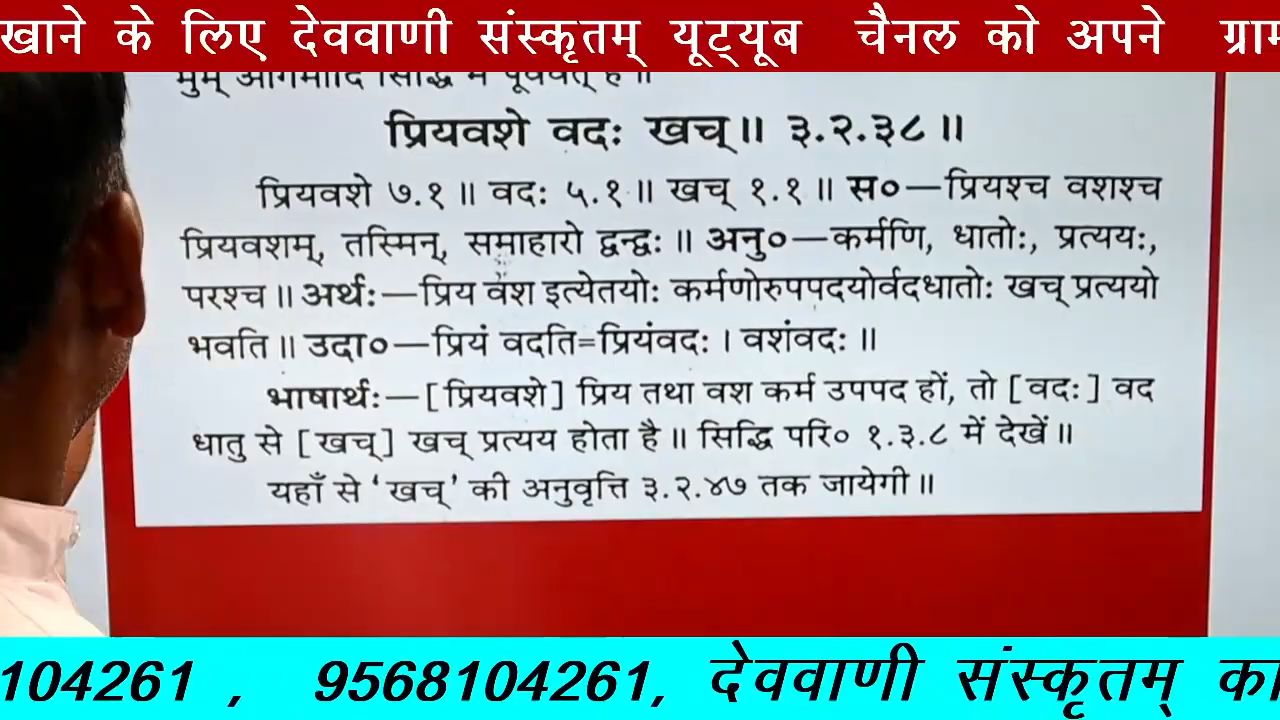 खाने के लिए देववाणी संस्कृतम् यूट्यूब चैनल को अपने ग्राम
मुम् आगमादि सिद्धि में पूर्ववत् है ॥
प्रियवशे वदः खच् ॥ ३.२.३८ ॥
प्रियवशे ७.१ ॥ वदः ५.१ ॥ खच् १.१ ॥ स०—प्रियश्च वशश्च
प्रियवशम्, तस्मिन्, समाहारो द्वन्द्वः ॥ अनु०—कर्मणि, धातोः, प्रत्ययः,
परश्च ॥ अर्थः—प्रिय वश इत्येतयोः कर्मणोरुपपदयोर्वदधातोः खच् प्रत्ययो
भवति ॥ उदा०—प्रियं वदति=प्रियंवदः । वशंवदः ॥
भाषार्थः—[प्रियवशे] प्रिय तथा वश कर्म उपपद हों, तो [वदः] वद
धातु से [खच्] खच् प्रत्यय होता है ॥ सिद्धि परि० १.३.८ में देखें ॥
यहाँ से ‘खच्’ की अनुवृत्ति ३.२.४७ तक जायेगी ॥
104261 , 9568104261, देववाणी संस्कृतम् का